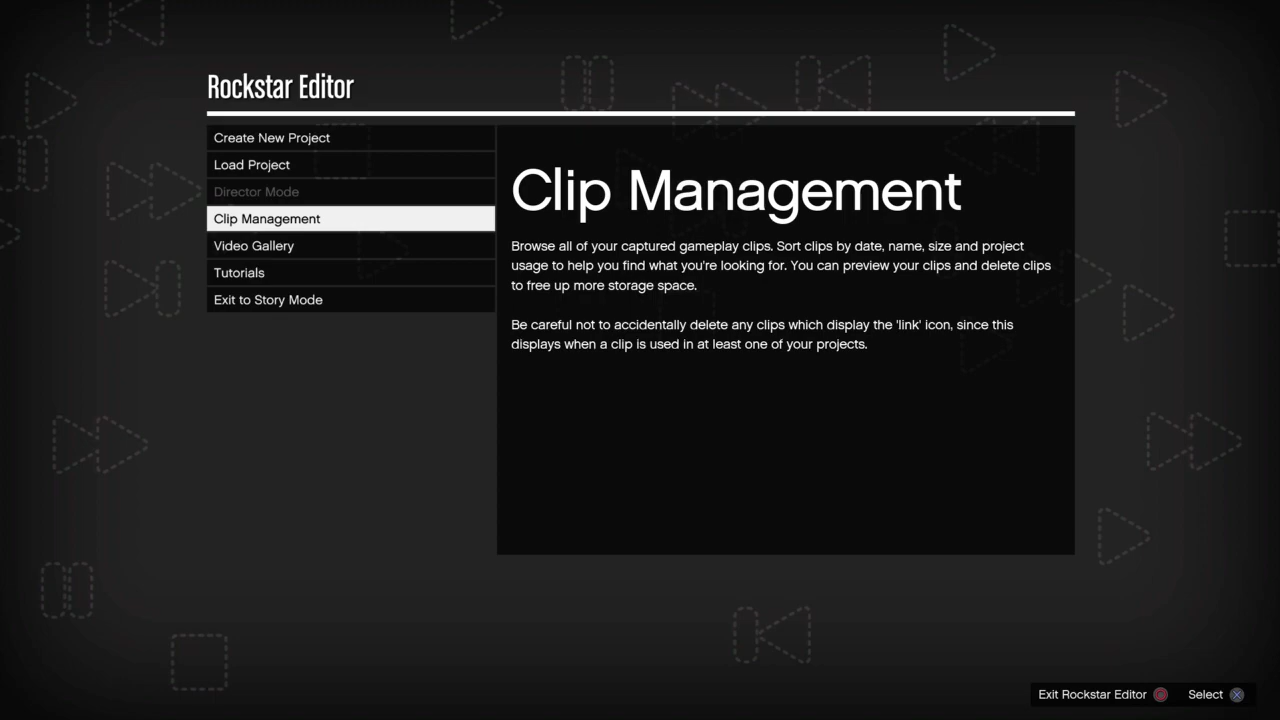 Rockstar Editor
Create New Project
Load Project
Director Mode
Clip Management
Video Gallery
Tutorials
Exit to Story Mode
Clip Management
Browse all of your captured gameplay clips. Sort clips by date, name, size and project
usage to help you find what you're looking for. You can preview your clips and delete clips
to free up more storage space.
Be careful not to accidentally delete any clips which display the 'link' icon, since this
displays when a clip is used in at least one of your projects.
Exit Rockstar Editor Select